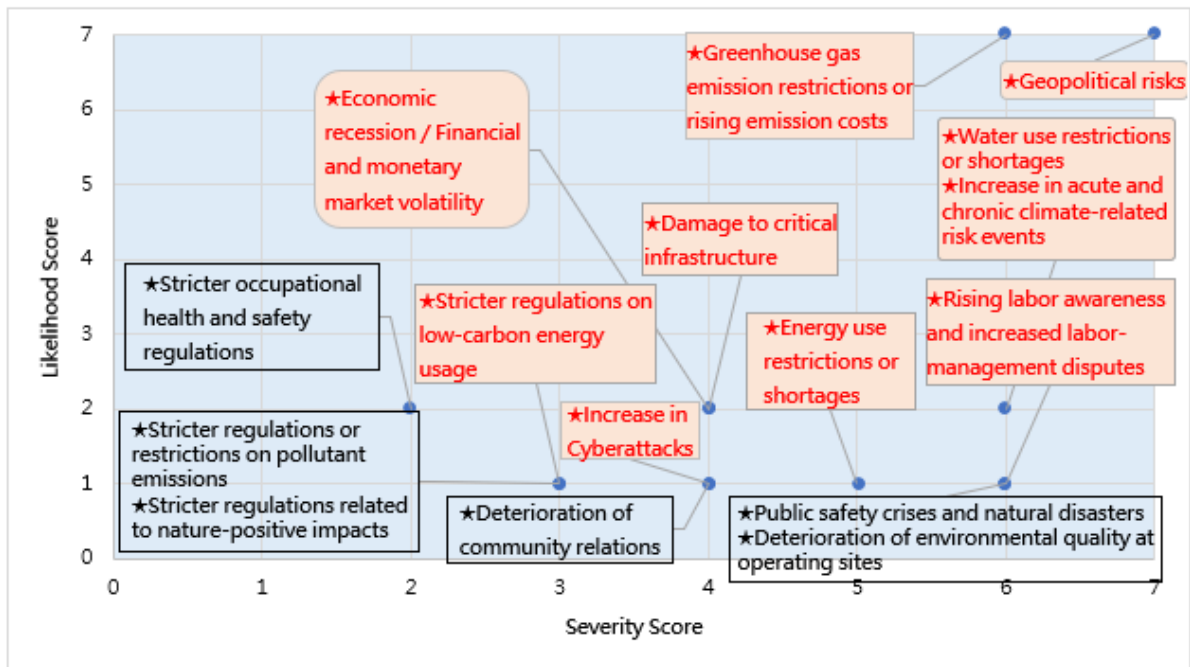 7
6
5
4
3
2
1
0
Likelihood Score
★Greenhouse gas
emission restrictions or
rising emission costs
★Geopolitical risks
★Economic
recession / Financial
and monetary
market volatility
★Water use restrictions
or shortages
★Increase in acute and
chronic climate-related
risk events
★Damage to critical
infrastructure
★Stricter occupational
health and safety
regulations
★Stricter regulations on
low-carbon energy
usage
★Energy use
restrictions or
shortages
★Rising labor awareness
and increased labor-
management disputes
★Increase in
Cyberattacks
★Stricter regulations or
restrictions on pollutant
emissions
★Stricter regulations related
to nature-positive impacts
★Deterioration of
community relations
★Public safety crises and natural disasters
★Deterioration of environmental quality at
operating sites
0 1 2 3 4 5 6 7
Severity Score